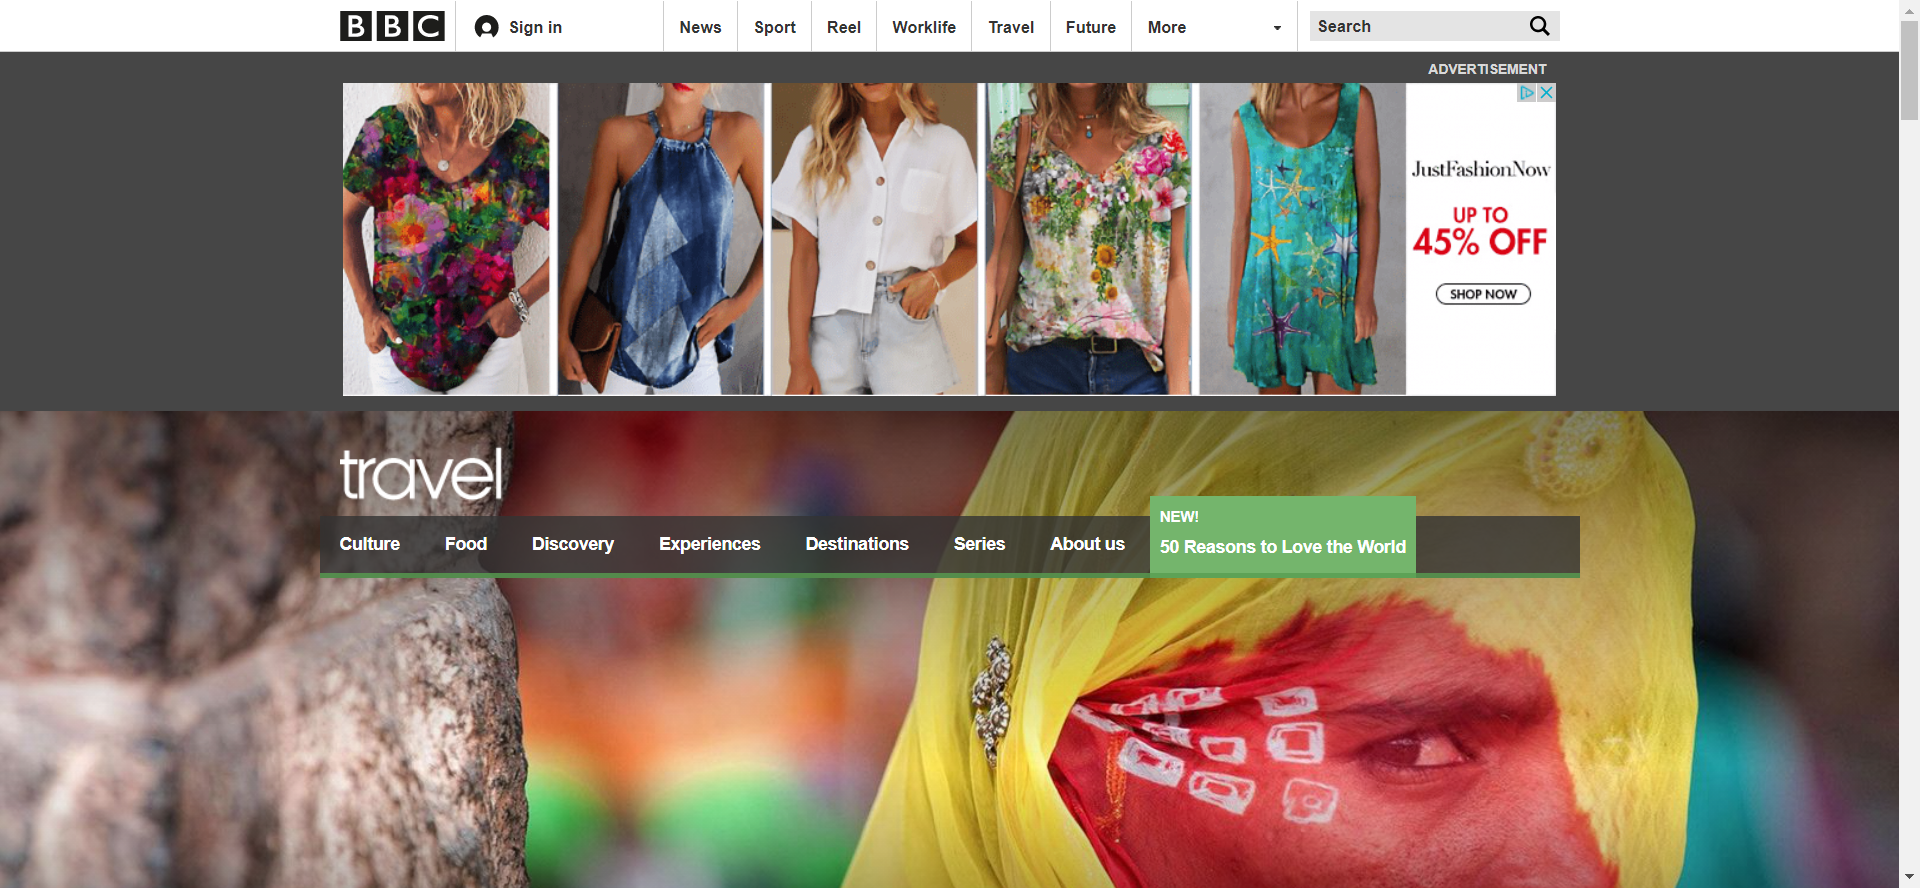 BBC
Sign in
News
Sport
Reel
Worklife
Travel
Future
More
Search
ADVERTISEMENT
JustFashionNow
UP TO
45% OFF
SHOP NOW
travel
Culture
Food
Discovery
Experiences
Destinations
Series
About us
NEW!
50 Reasons to Love the World